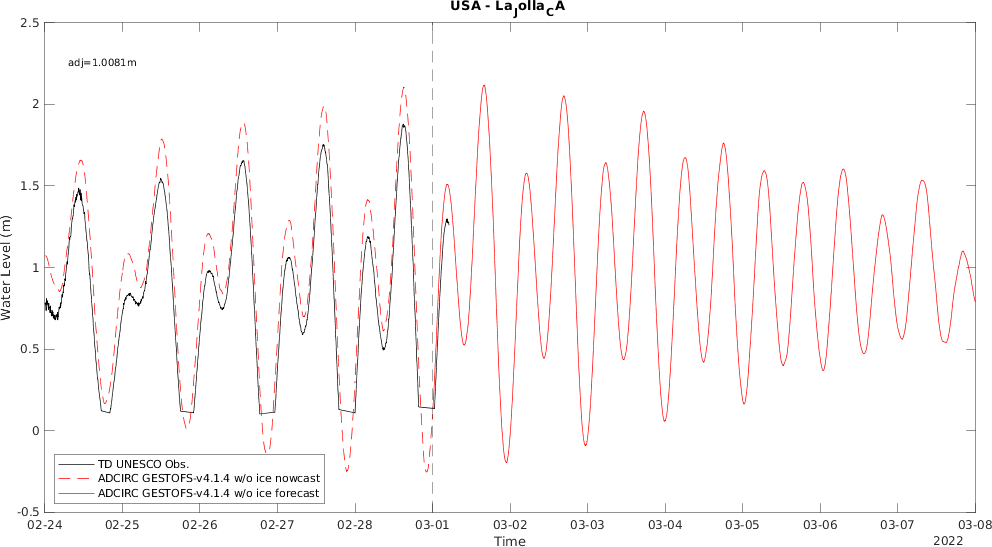 USA - LaJollaCA
adj=1.0081m
2.5
2
1.5
1
0.5
0
-0.5
Water Level (m)
TD UNESCO Obs.
ADCIRC GESTOFS-v4.1.4 w/o ice nowcast
ADCIRC GESTOFS-v4.1.4 w/o ice forecast
02-24 02-25 02-26 02-27 02-28 03-01 03-02 03-03 03-04 03-05 03-06 03-07 03-08
Time
2022